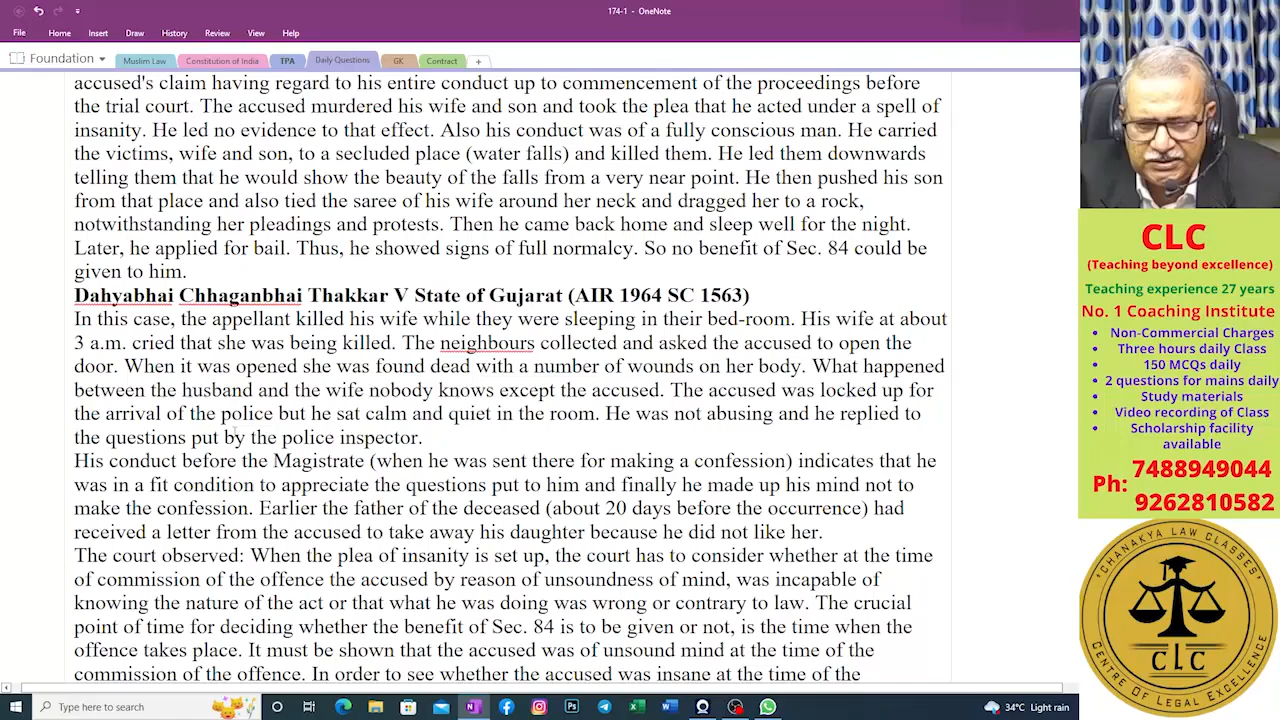 174-1 - OneNote
File Home Insert Draw History Review View Help
Foundation Muslim Law Constitution of India TPA Daily Questions GK Contract +
accused's claim having regard to his entire conduct up to commencement of the proceedings before
the trial court. The accused murdered his wife and son and took the plea that he acted under a spell of
insanity. He led no evidence to that effect. Also his conduct was of a fully conscious man. He carried
the victims, wife and son, to a secluded place (water falls) and killed them. He led them downwards
telling them that he would show the beauty of the falls from a very near point. He then pushed his son
from that place and also tied the saree of his wife around her neck and dragged her to a rock,
notwithstanding her pleadings and protests. Then he came back home and sleep well for the night.
Later, he applied for bail. Thus, he showed signs of full normalcy. So no benefit of Sec. 84 could be
given to him.
Dahyabhai Chhaganbhai Thakkar V State of Gujarat (AIR 1964 SC 1563)
In this case, the appellant killed his wife while they were sleeping in their bed-room. His wife at about
3 a.m. cried that she was being killed. The neighbours collected and asked the accused to open the
door. When it was opened she was found dead with a number of wounds on her body. What happened
between the husband and the wife nobody knows except the accused. The accused was locked up for
the arrival of the police but he sat calm and quiet in the room. He was not abusing and he replied to
the questions put by the police inspector.
His conduct before the Magistrate (when he was sent there for making a confession) indicates that he
was in a fit condition to appreciate the questions put to him and finally he made up his mind not to
make the confession. Earlier the father of the deceased (about 20 days before the occurrence) had
received a letter from the accused to take away his daughter because he did not like her.
The court observed: When the plea of insanity is set up, the court has to consider whether at the time
of commission of the offence the accused by reason of unsoundness of mind, was incapable of
knowing the nature of the act or that what he was doing was wrong or contrary to law. The crucial
point of time for deciding whether the benefit of Sec. 84 is to be given or not, is the time when the
offence takes place. It must be shown that the accused was of unsound mind at the time of the
commission of the offence. In order to see whether the accused was insane at the time of the
CLC
(Teaching beyond excellence)
Teaching experience 27 years
No. 1 Coaching Institute
• Non-Commercial Charges
• Three hours daily Class
• 150 MCQs daily
• 2 questions for mains daily
• Study materials
• Video recording of Class
• Scholarship facility
available
Ph: 7488949044
9262810582
'CHANAKYA LAW CLASSES'
CLC
CENTRE OF LEGAL EXCELLENCE
Type here to search
34°C Light rain